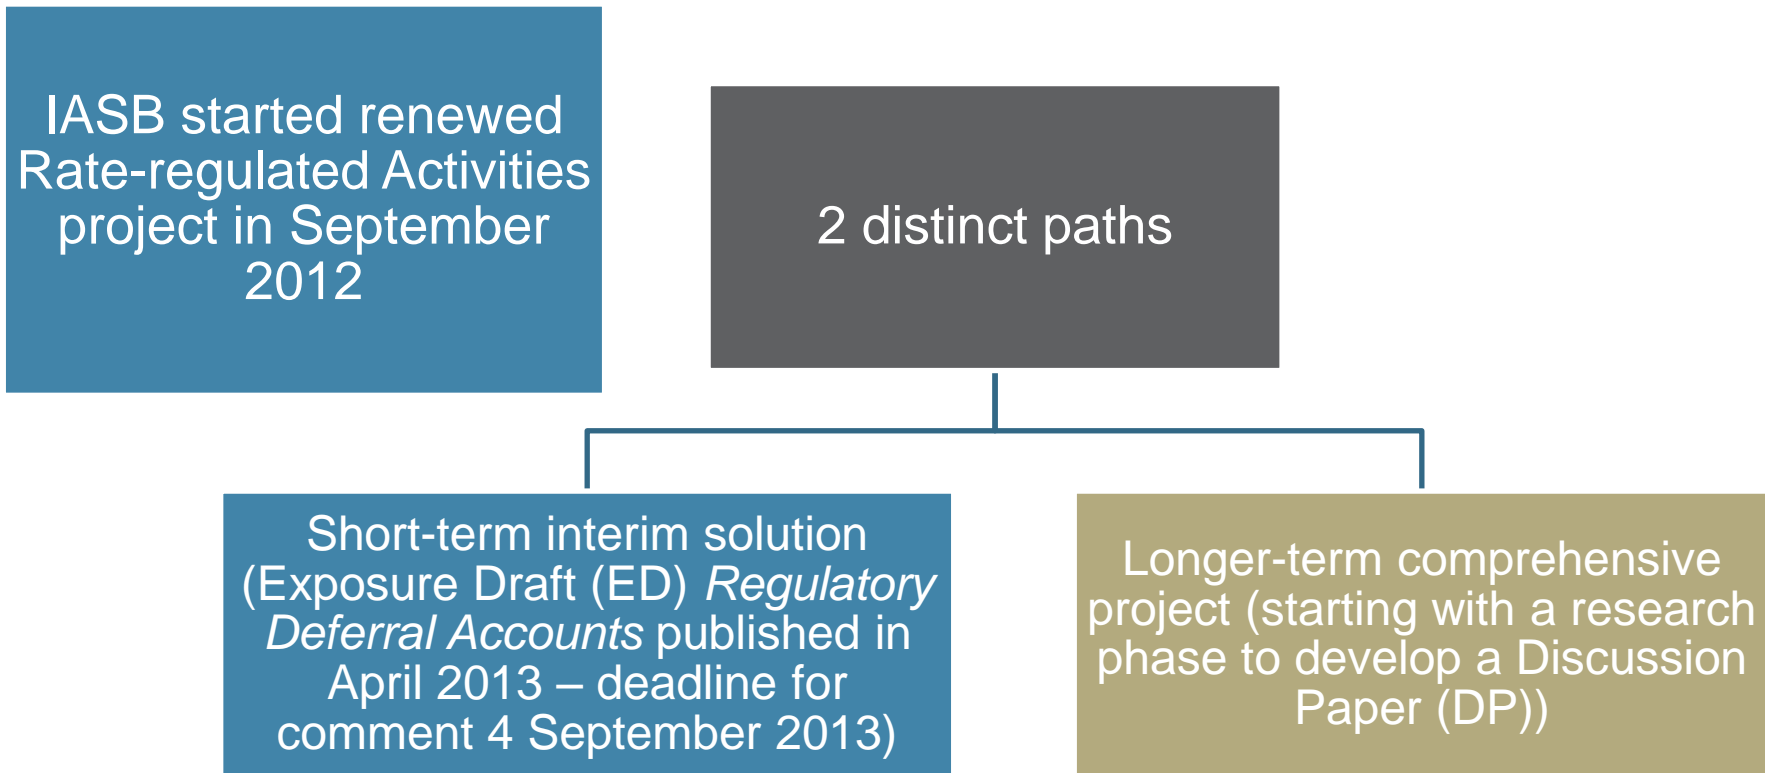 IASB started renewed
Rate-regulated Activities
project in September
2012
2 distinct paths
Short-term interim solution
(Exposure Draft (ED) Regulatory
Deferral Accounts published in
April 2013 – deadline for
comment 4 September 2013)
Longer-term comprehensive
project (starting with a research
phase to develop a Discussion
Paper (DP))